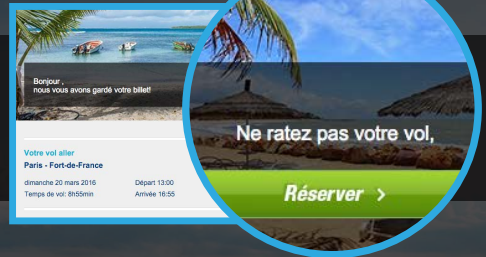 Bonjour ,
nous vous avons gardé votre billet!
Votre vol aller
Paris - Fort-de-France
dimanche 20 mars 2016 Départ 13:00
Temps de vol: 8h55min Arrivée 16:55
Ne ratez pas votre vol,
Réserver >